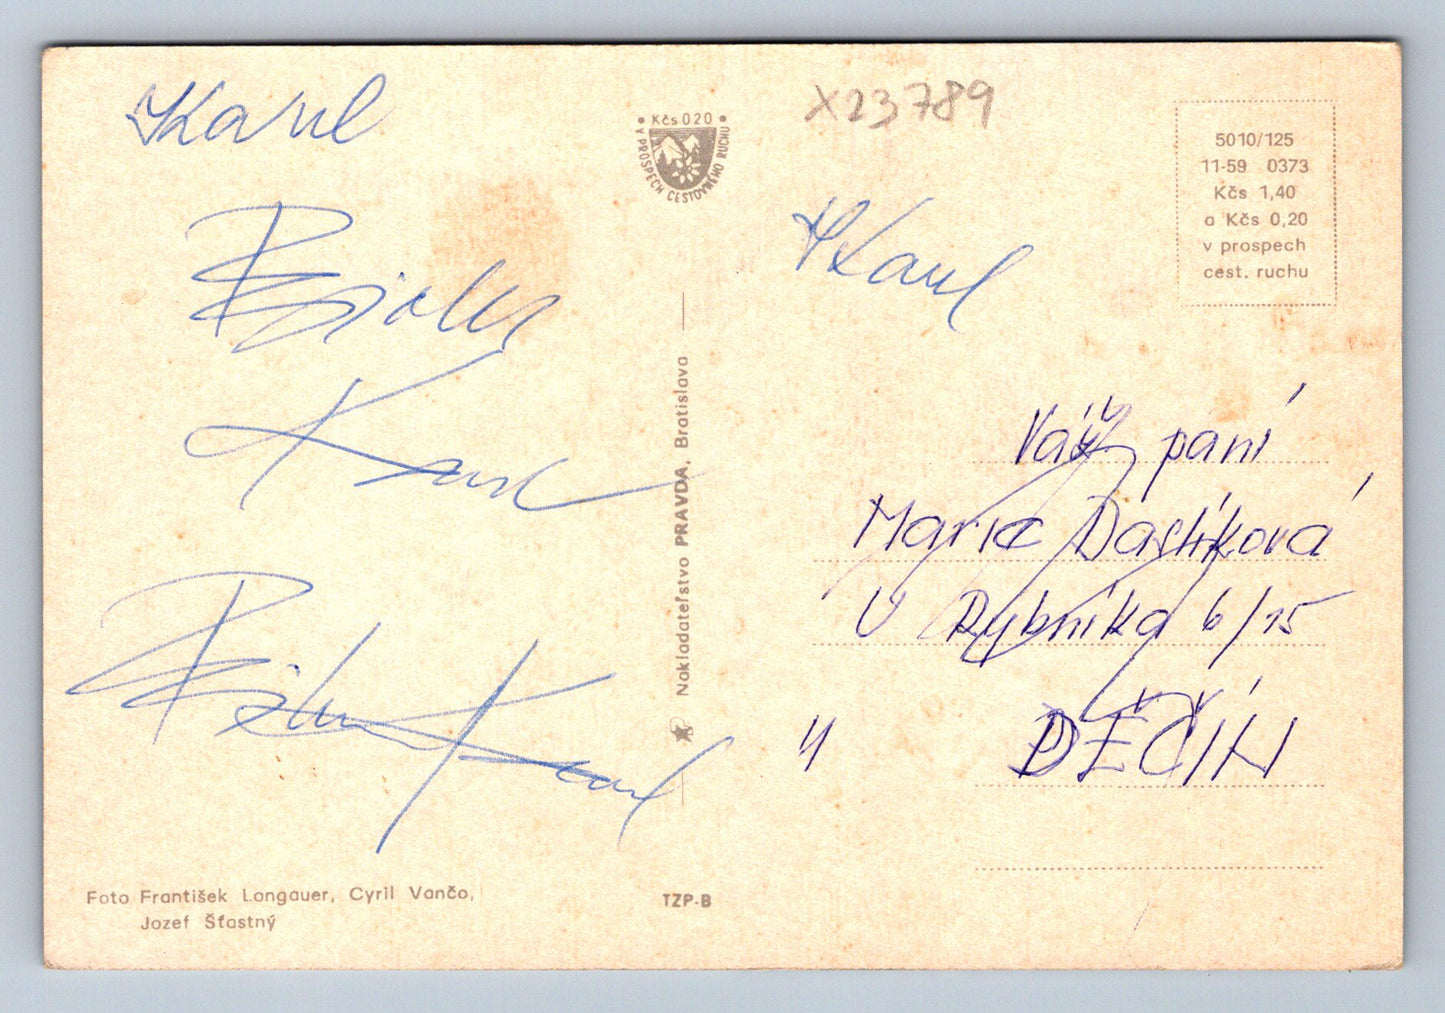 Karel
X23789
Kčs 0.20
V PROSPECH CESTOVNÉHO RUCHU
5010/125
11-59 0373
Kčs 1,40
a Kčs 0,20
v prospech
cest. ruchu
Karel
Karel
Nakladateľstvo PRAVDA, Bratislava
Váž paní
Marie Dastíková
U Rybníka 6/15
DĚČÍN
Foto František Longauer, Cyril Vančo,
Jozef Šťastný
TZP-B